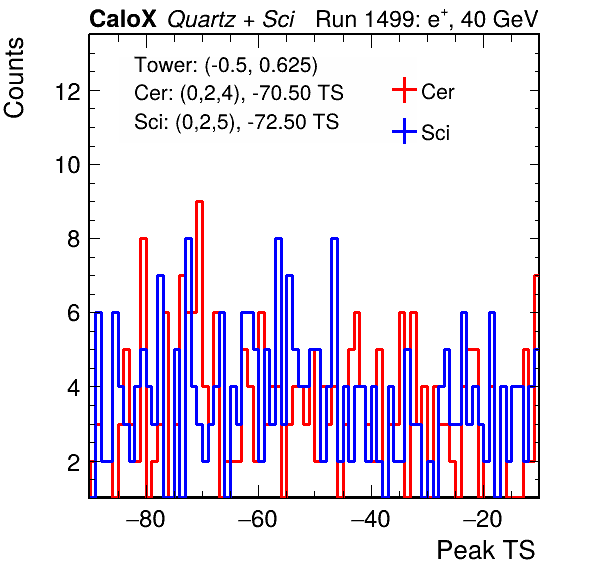 CaloX Quartz + Sci Run 1499: e+, 40 GeV
Counts
Tower: (-0.5, 0.625)
Cer: (0,2,4), -70.50 TS
Sci: (0,2,5), -72.50 TS
Cer
Sci
12
10
8
6
4
2
−80 −60 −40 −20
Peak TS